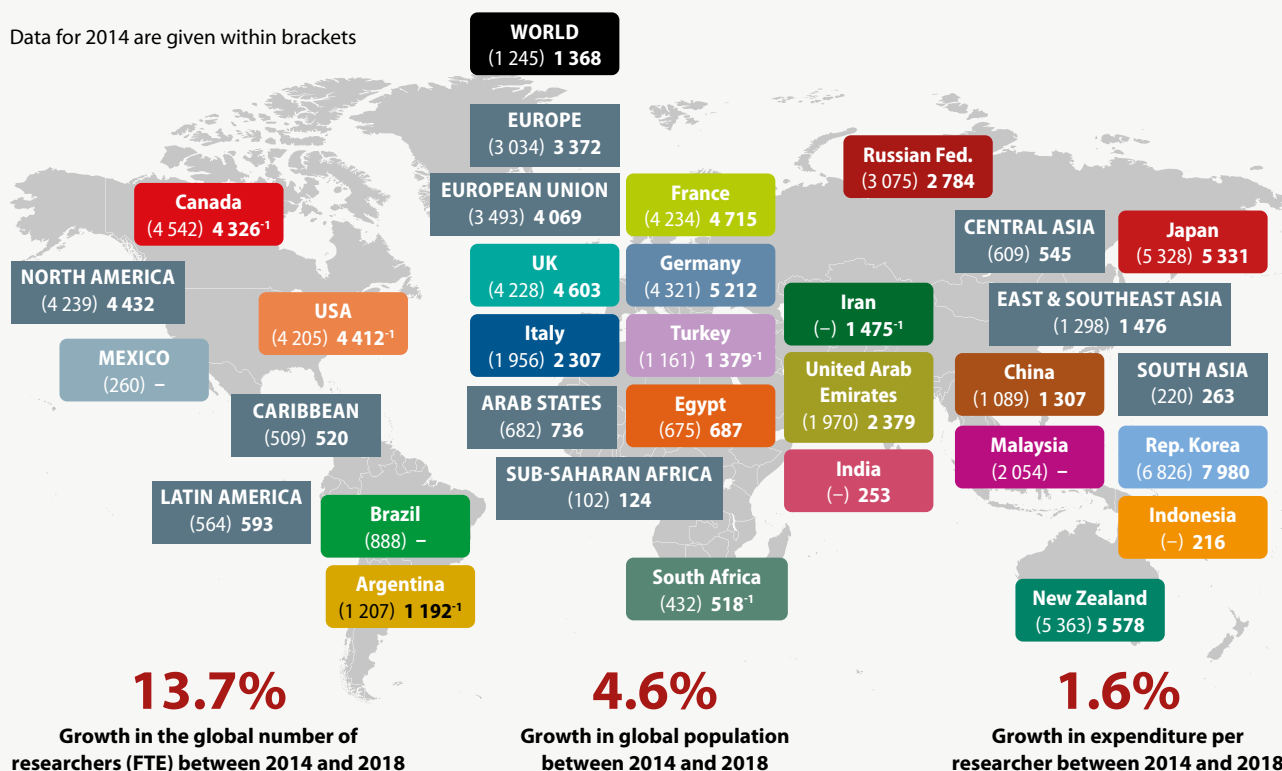 Data for 2014 are given within brackets
WORLD
(1 245) 1 368
EUROPE
(3 034) 3 372
Russian Fed.
(3 075) 2 784
EUROPEAN UNION
(3 493) 4 069
France
(4 234) 4 715
Canada
(4 542) 4 326⁻¹
CENTRAL ASIA
(609) 545
Japan
(5 328) 5 331
NORTH AMERICA
(4 239) 4 432
UK
(4 228) 4 603
Germany
(4 321) 5 212
USA
(4 205) 4 412⁻¹
Iran
(–) 1 475⁻¹
EAST & SOUTHEAST ASIA
(1 298) 1 476
Italy
(1 956) 2 307
Turkey
(1 161) 1 379⁻¹
MEXICO
(260) –
United Arab
Emirates
(1 970) 2 379
China
(1 089) 1 307
SOUTH ASIA
(220) 263
CARIBBEAN
(509) 520
ARAB STATES
(682) 736
Egypt
(675) 687
Malaysia
(2 054) –
Rep. Korea
(6 826) 7 980
India
(–) 253
SUB-SAHARAN AFRICA
(102) 124
LATIN AMERICA
(564) 593
Brazil
(888) –
Indonesia
(–) 216
Argentina
(1 207) 1 192⁻¹
South Africa
(432) 518⁻¹
New Zealand
(5 363) 5 578
13.7%
Growth in the global number of
researchers (FTE) between 2014 and 2018
4.6%
Growth in global population
between 2014 and 2018
1.6%
Growth in expenditure per
researcher between 2014 and 2018